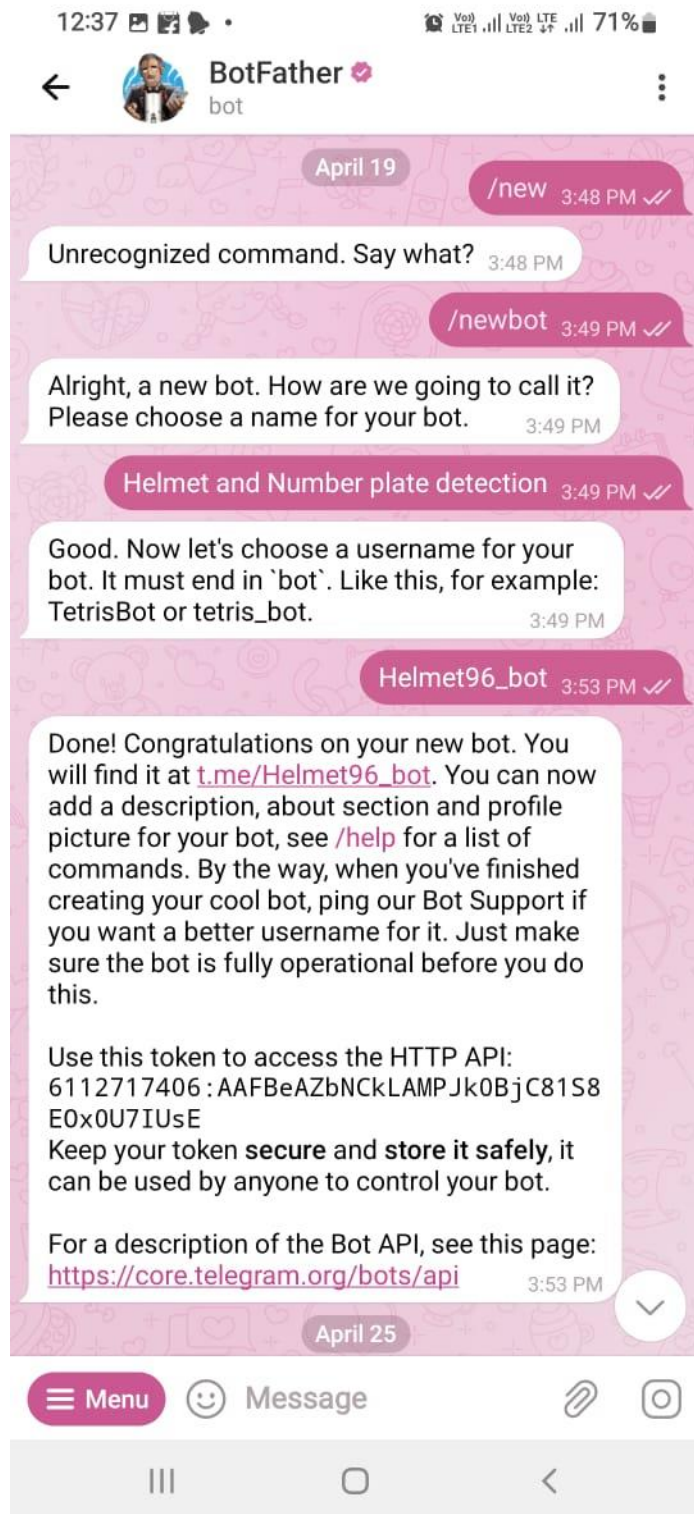 12:37
Voo) LTE1 Voo) LTE2 LTE 71%
BotFather
bot
April 19
/new 3:48 PM
Unrecognized command. Say what? 3:48 PM
/newbot 3:49 PM
Alright, a new bot. How are we going to call it?
Please choose a name for your bot. 3:49 PM
Helmet and Number plate detection 3:49 PM
Good. Now let's choose a username for your
bot. It must end in `bot`. Like this, for example:
TetrisBot or tetris_bot. 3:49 PM
Helmet96_bot 3:53 PM
Done! Congratulations on your new bot. You
will find it at t.me/Helmet96_bot. You can now
add a description, about section and profile
picture for your bot, see /help for a list of
commands. By the way, when you've finished
creating your cool bot, ping our Bot Support if
you want a better username for it. Just make
sure the bot is fully operational before you do
this.
Use this token to access the HTTP API:
6112717406:AAFBeAZbNCkLAMPJk0BjC81S8
EOx0U7IUsE
Keep your token secure and store it safely, it
can be used by anyone to control your bot.
For a description of the Bot API, see this page:
https://core.telegram.org/bots/api 3:53 PM
April 25
Menu
Message